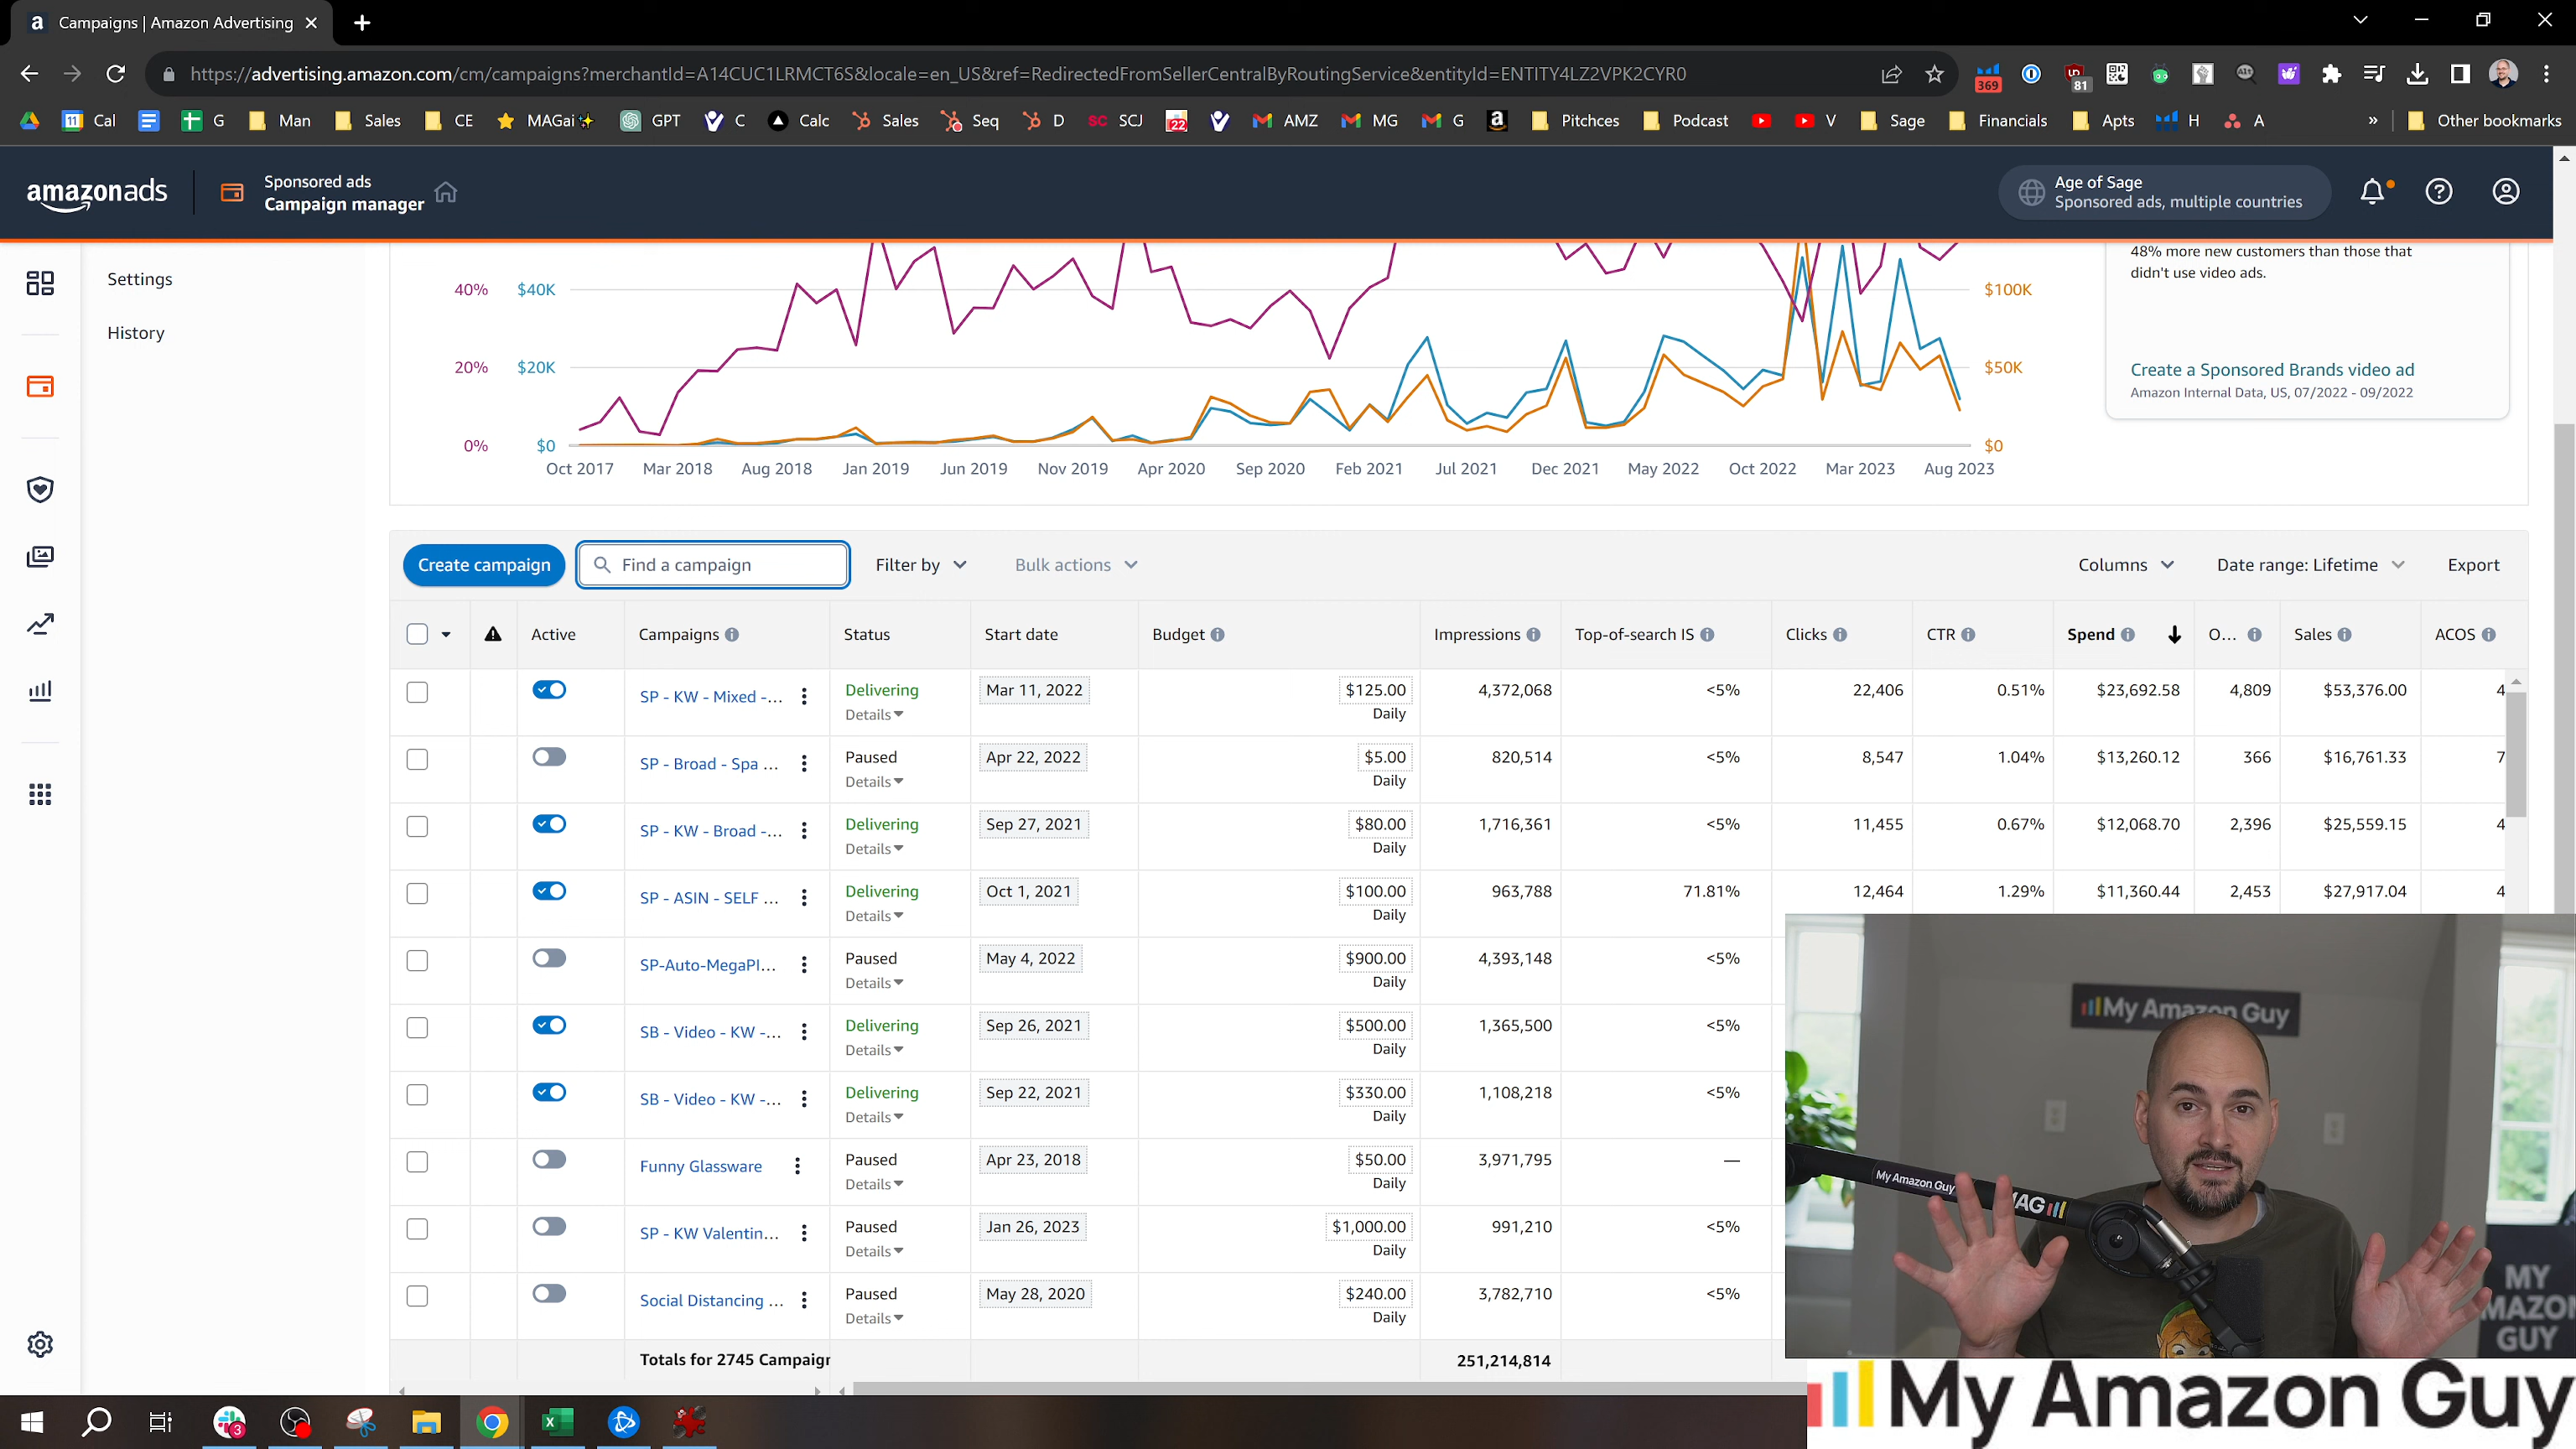 Campaigns | Amazon Advertising
https://advertising.amazon.com/cm/campaigns?merchantId=A14CUC1LRMCT6S&locale=en_US&ref=RedirectedFromSellerCentralByRoutingService&entityId=ENTITY4LZ2VPK2CYR0
369
81
11 Cal G Man Sales CE MAGai✨ GPT C Calc Sales Seq D SC SCJ 22 AMZ MG G Pitchces Podcast V Sage Financials Apts H A » Other bookmarks
amazonads
Sponsored ads
Campaign manager
Age of Sage
Sponsored ads, multiple countries
Settings
History
48% more new customers than those that
didn't use video ads.
Create a Sponsored Brands video ad
Amazon Internal Data, US, 07/2022 - 09/2022
40% $40K $100K
20% $20K $50K
0% $0 $0
Oct 2017 Mar 2018 Aug 2018 Jan 2019 Jun 2019 Nov 2019 Apr 2020 Sep 2020 Feb 2021 Jul 2021 Dec 2021 May 2022 Oct 2022 Mar 2023 Aug 2023
Create campaign Find a campaign Filter by Bulk actions Columns Date range: Lifetime Export
Active Campaigns Status Start date Budget Impressions Top-of-search IS Clicks CTR Spend O... Sales ACOS
SP - KW - Mixed -... Delivering Mar 11, 2022 $125.00 4,372,068 <5% 22,406 0.51% $23,692.58 4,809 $53,376.00 4
Details Daily
SP - Broad - Spa ... Paused Apr 22, 2022 $5.00 820,514 <5% 8,547 1.04% $13,260.12 366 $16,761.33 7
Details Daily
SP - KW - Broad -... Delivering Sep 27, 2021 $80.00 1,716,361 <5% 11,455 0.67% $12,068.70 2,396 $25,559.15 4
Details Daily
SP - ASIN - SELF ... Delivering Oct 1, 2021 $100.00 963,788 71.81% 12,464 1.29% $11,360.44 2,453 $27,917.04 4
Details Daily
SP-Auto-MegaPI... Paused May 4, 2022 $900.00 4,393,148 <5%
Details Daily
SB - Video - KW -... Delivering Sep 26, 2021 $500.00 1,365,500 <5%
Details Daily
SB - Video - KW -... Delivering Sep 22, 2021 $330.00 1,108,218 <5%
Details Daily
Funny Glassware Paused Apr 23, 2018 $50.00 3,971,795 —
Details Daily
SP - KW Valentin... Paused Jan 26, 2023 $1,000.00 991,210 <5%
Details Daily
Social Distancing ... Paused May 28, 2020 $240.00 3,782,710 <5%
Details Daily
Totals for 2745 Campaigr 251,214,814
My Amazon Guy
My Amazon Guy
MAG
MY
AMAZON
GUY
3
My Amazon Guy